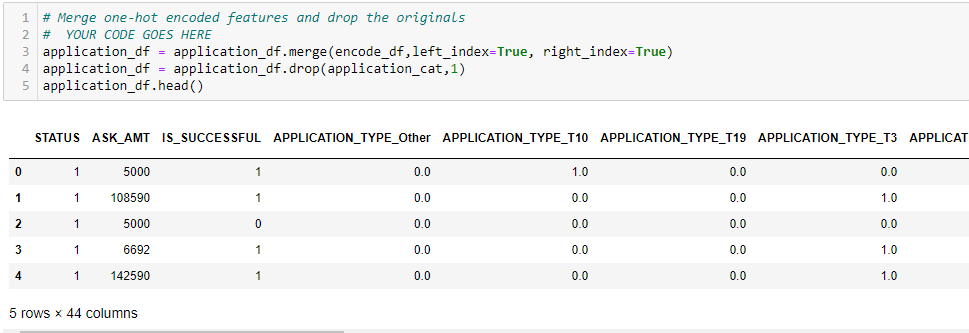 1 # Merge one-hot encoded features and drop the originals
2 #  YOUR CODE GOES HERE
3 application_df = application_df.merge(encode_df,left_index=True, right_index=True)
4 application_df = application_df.drop(application_cat,1)
5 application_df.head()
STATUS ASK_AMT IS_SUCCESSFUL APPLICATION_TYPE_Other APPLICATION_TYPE_T10 APPLICATION_TYPE_T19 APPLICATION_TYPE_T3 APPLICAT
0 1 5000 1 0.0 1.0 0.0 0.0
1 1 108590 1 0.0 0.0 0.0 1.0
2 1 5000 0 0.0 0.0 0.0 0.0
3 1 6692 1 0.0 0.0 0.0 1.0
4 1 142590 1 0.0 0.0 0.0 1.0
5 rows × 44 columns